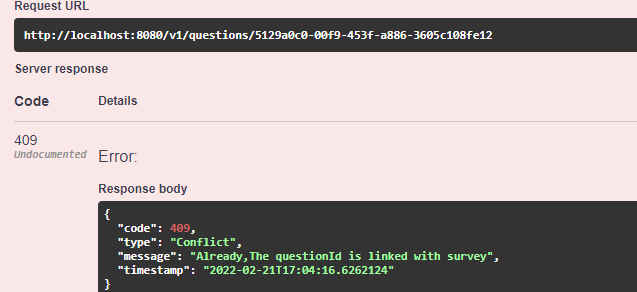 Request URL
http://localhost:8080/v1/questions/5129a0c0-00f9-453f-a886-3605c108fe12
Server response
Code Details
409
Undocumented
Error:
Response body
{
  "code": 409,
  "type": "Conflict",
  "message": "Already,The questionId is linked with survey",
  "timestamp": "2022-02-21T17:04:16.6262124"
}